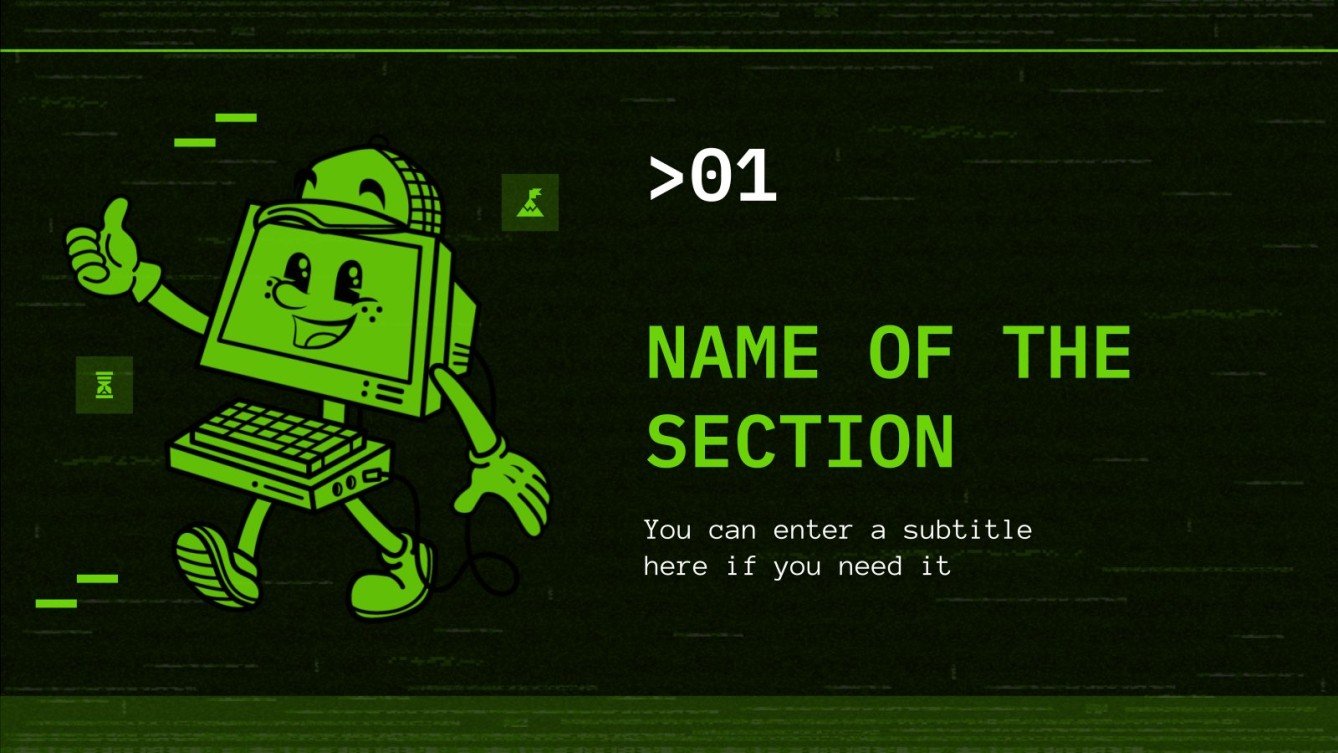 >01
NAME OF THE
SECTION
You can enter a subtitle
here if you need it